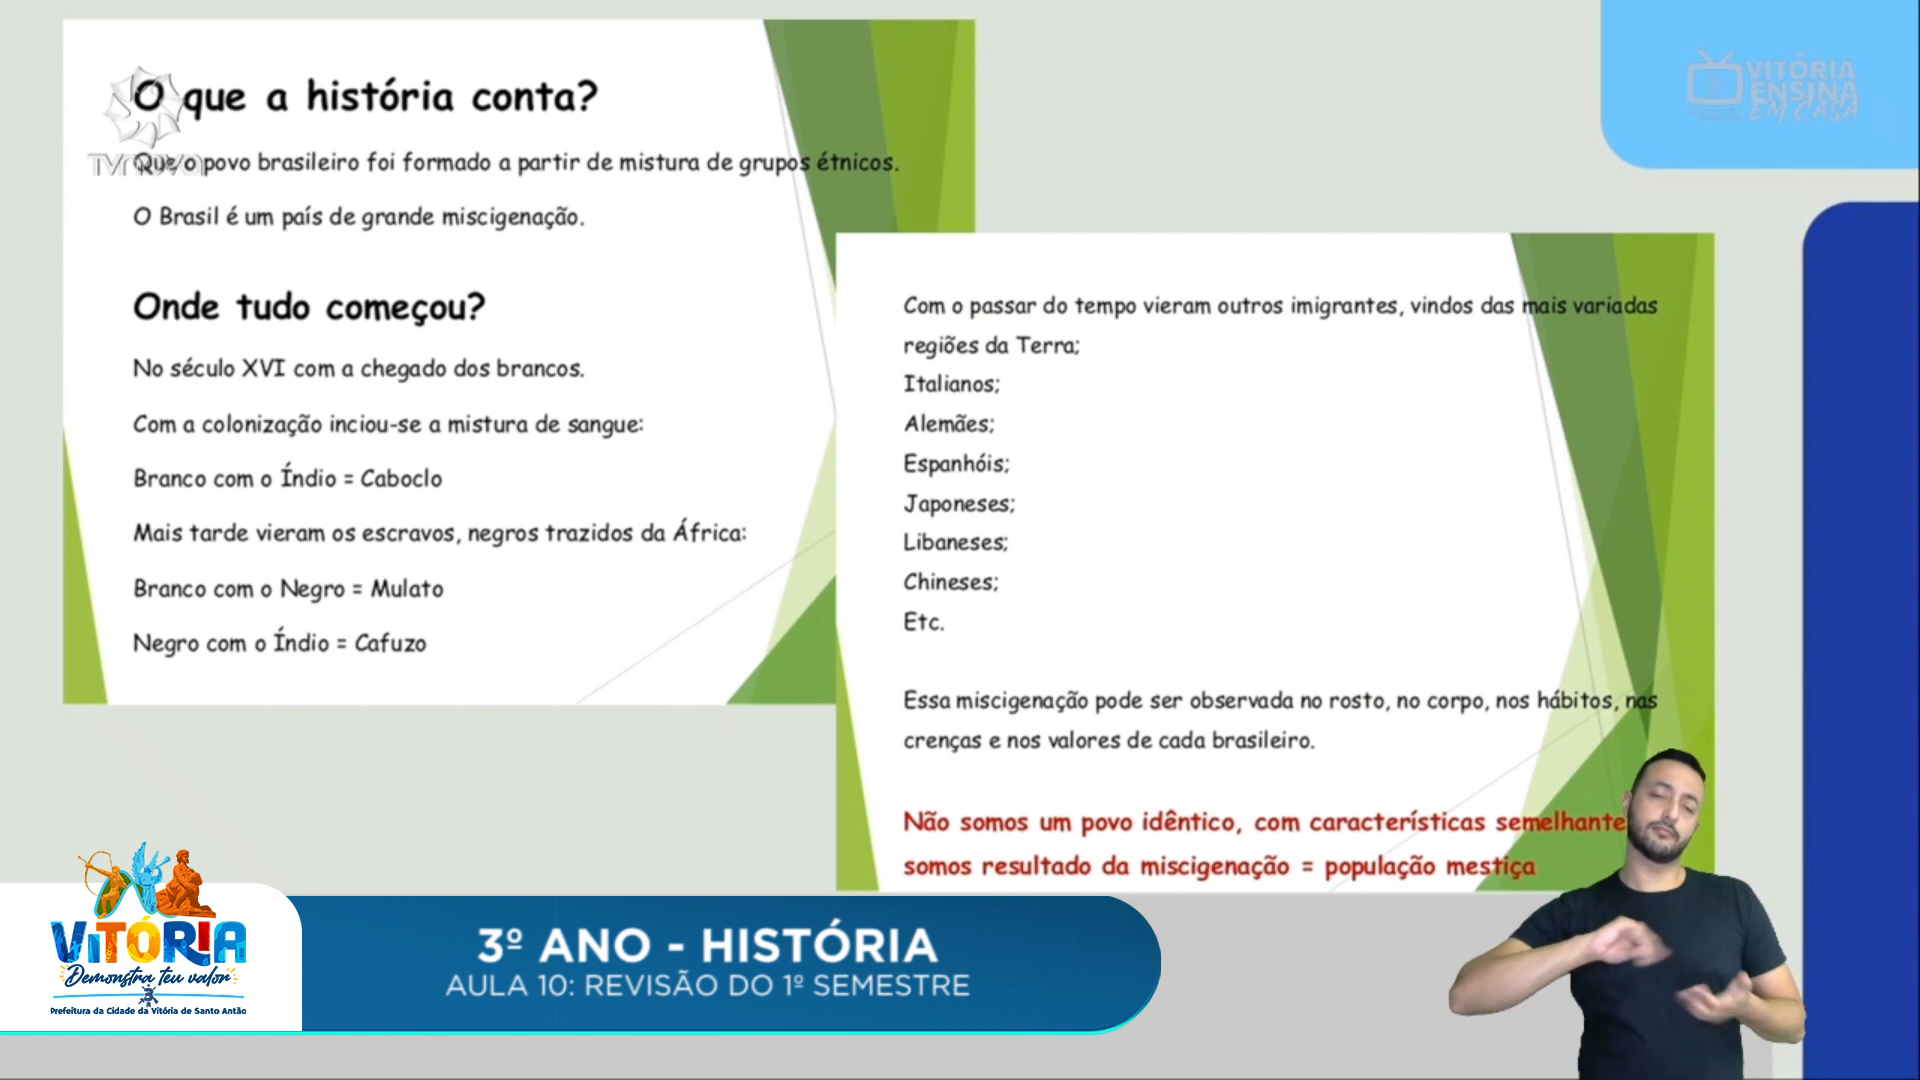 O que a história conta?
Que o povo brasileiro foi formado a partir de mistura de grupos étnicos.
O Brasil é um país de grande miscigenação.
Onde tudo começou?
No século XVI com a chegado dos brancos.
Com a colonização inciou-se a mistura de sangue:
Branco com o Índio = Caboclo
Mais tarde vieram os escravos, negros trazidos da África:
Branco com o Negro = Mulato
Negro com o Índio = Cafuzo
TV nova
VITÓRIA
ENSINA
EM CASA
Com o passar do tempo vieram outros imigrantes, vindos das mais variadas
regiões da Terra;
Italianos;
Alemães;
Espanhóis;
Japoneses;
Libaneses;
Chineses;
Etc.
Essa miscigenação pode ser observada no rosto, no corpo, nos hábitos, nas
crenças e nos valores de cada brasileiro.
Não somos um povo idêntico, com características semelhante
somos resultado da miscigenação = população mestiça
VITÓRIA
Demonstra teu valor
Prefeitura da Cidade da Vitória de Santo Antão
3º ANO - HISTÓRIA
AULA 10: REVISÃO DO 1º SEMESTRE